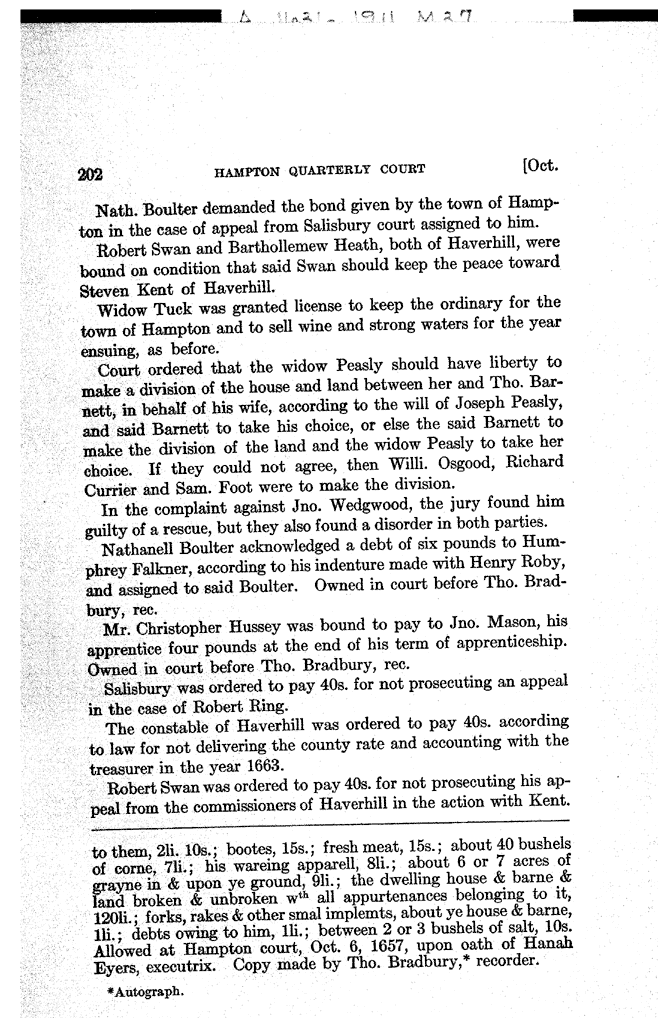 202 HAMPTON QUARTERLY COURT [Oct.
Nath. Boulter demanded the bond given by the town of Hamp-
ton in the case of appeal from Salisbury court assigned to him.
Robert Swan and Barthollemew Heath, both of Haverhill, were
bound on condition that said Swan should keep the peace toward
Steven Kent of Haverhill.
Widow Tuck was granted license to keep the ordinary for the
town of Hampton and to sell wine and strong waters for the year
ensuing, as before.
Court ordered that the widow Peasly should have liberty to
make a division of the house and land between her and Tho. Bar-
nett, in behalf of his wife, according to the will of Joseph Peasly,
and said Barnett to take his choice, or else the said Barnett to
make the division of the land and the widow Peasly to take her
choice. If they could not agree, then Willi. Osgood, Richard
Currier and Sam. Foot were to make the division.
In the complaint against Jno. Wedgwood, the jury found him
guilty of a rescue, but they also found a disorder in both parties.
Nathanell Boulter acknowledged a debt of six pounds to Hum-
phrey Falkner, according to his indenture made with Henry Roby,
and assigned to said Boulter. Owned in court before Tho. Brad-
bury, rec.
Mr. Christopher Hussey was bound to pay to Jno. Mason, his
apprentice four pounds at the end of his term of apprenticeship.
Owned in court before Tho. Bradbury, rec.
Salisbury was ordered to pay 40s. for not prosecuting an appeal
in the case of Robert Ring.
The constable of Haverhill was ordered to pay 40s. according
to law for not delivering the county rate and accounting with the
treasurer in the year 1663.
Robert Swan was ordered to pay 40s. for not prosecuting his ap-
peal from the commissioners of Haverhill in the action with Kent.
to them, 2li. 10s.; bootes, 15s.; fresh meat, 15s.; about 40 bushels
of corne, 7li.; his wareing apparell, 8li.; about 6 or 7 acres of
grayne in & upon ye ground, 9li.; the dwelling house & barne &
land broken & unbroken wth all appurtenances belonging to it,
120li.; forks, rakes & other smal implemts, about ye house & barne,
1li.; debts owing to him, 1li.; between 2 or 3 bushels of salt, 10s.
Allowed at Hampton court, Oct. 6, 1657, upon oath of Hanah
Eyers, executrix. Copy made by Tho. Bradbury,* recorder.
*Autograph.